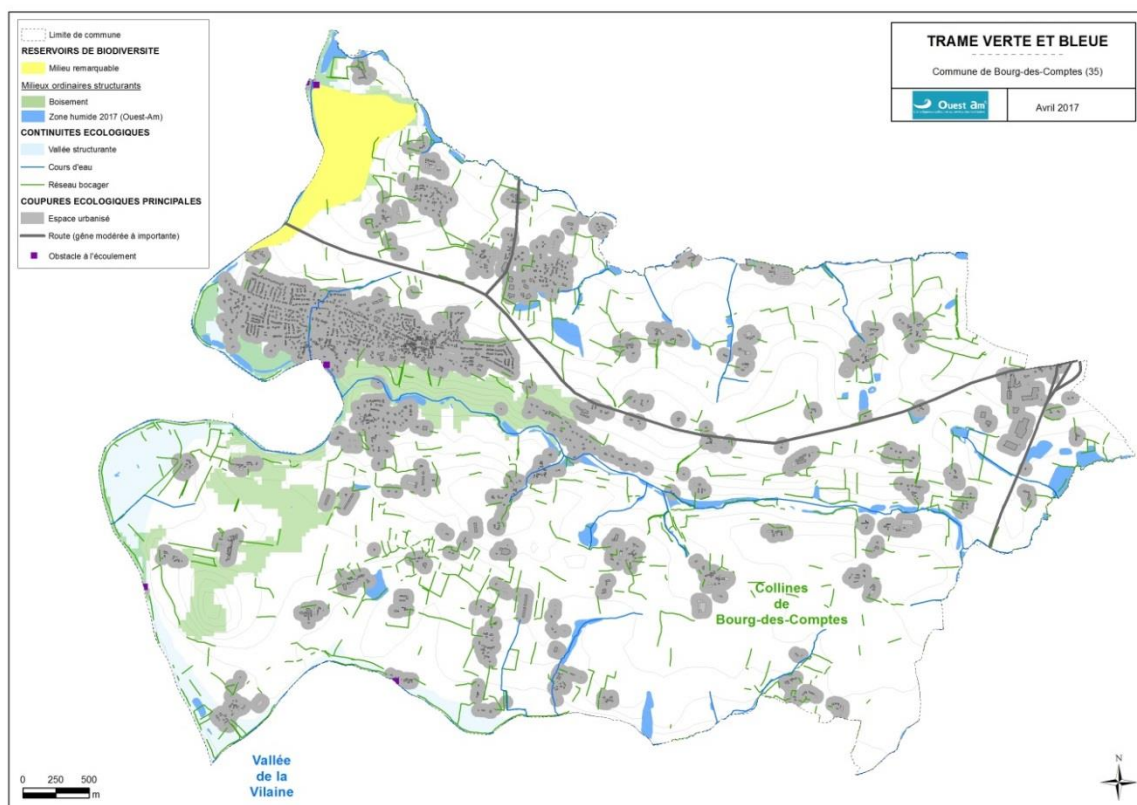 Limite de commune
RESERVOIRS DE BIODIVERSITE
Milieu remarquable
Milieux ordinaires structurants
Boisement
Zone humide 2017 (Ouest-Am)
CONTINUITES ECOLOGIQUES
Vallée structurante
Cours d'eau
Réseau bocager
COUPURES ECOLOGIQUES PRINCIPALES
Espace urbanisé
Route (gêne modérée à importante)
Obstacle à l'écoulement
TRAME VERTE ET BLEUE
Commune de Bourg-des-Comptes (35)
Ouest Am'
Avril 2017
Collines
de
Bourg-des-Comptes
Vallée
de la
Vilaine
0 250 500
m
N